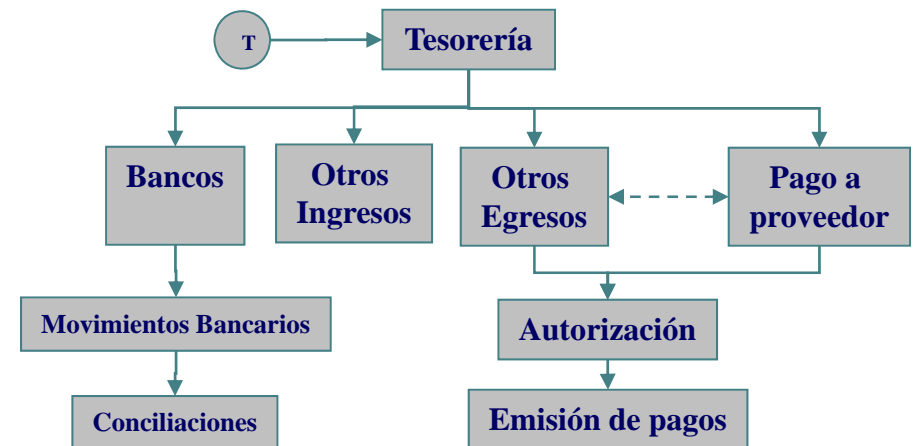 T
Tesorería
Bancos
Otros
Ingresos
Otros
Egresos
Pago a
proveedor
Movimientos Bancarios
Autorización
Conciliaciones
Emisión de pagos